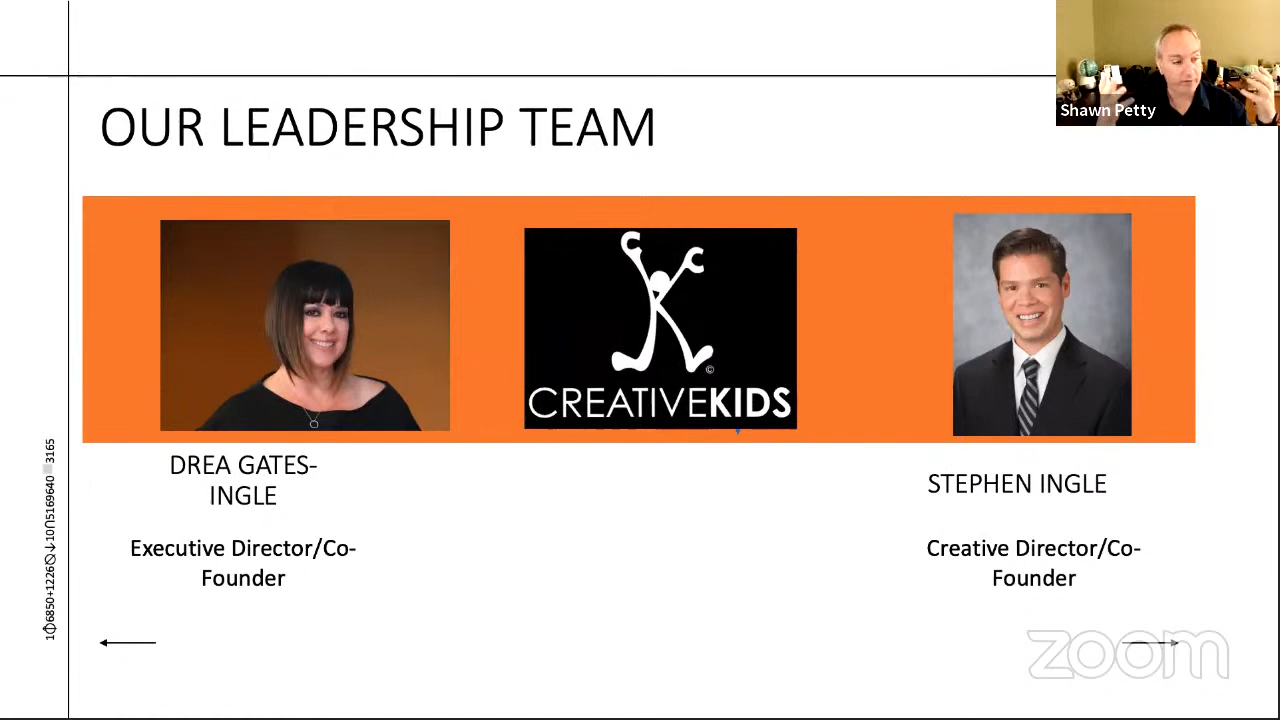 OUR LEADERSHIP TEAM
Shawn Petty
©
CREATIVEKIDS
DREA GATES-
INGLE
Executive Director/Co-
Founder
STEPHEN INGLE
Creative Director/Co-
Founder
zoom